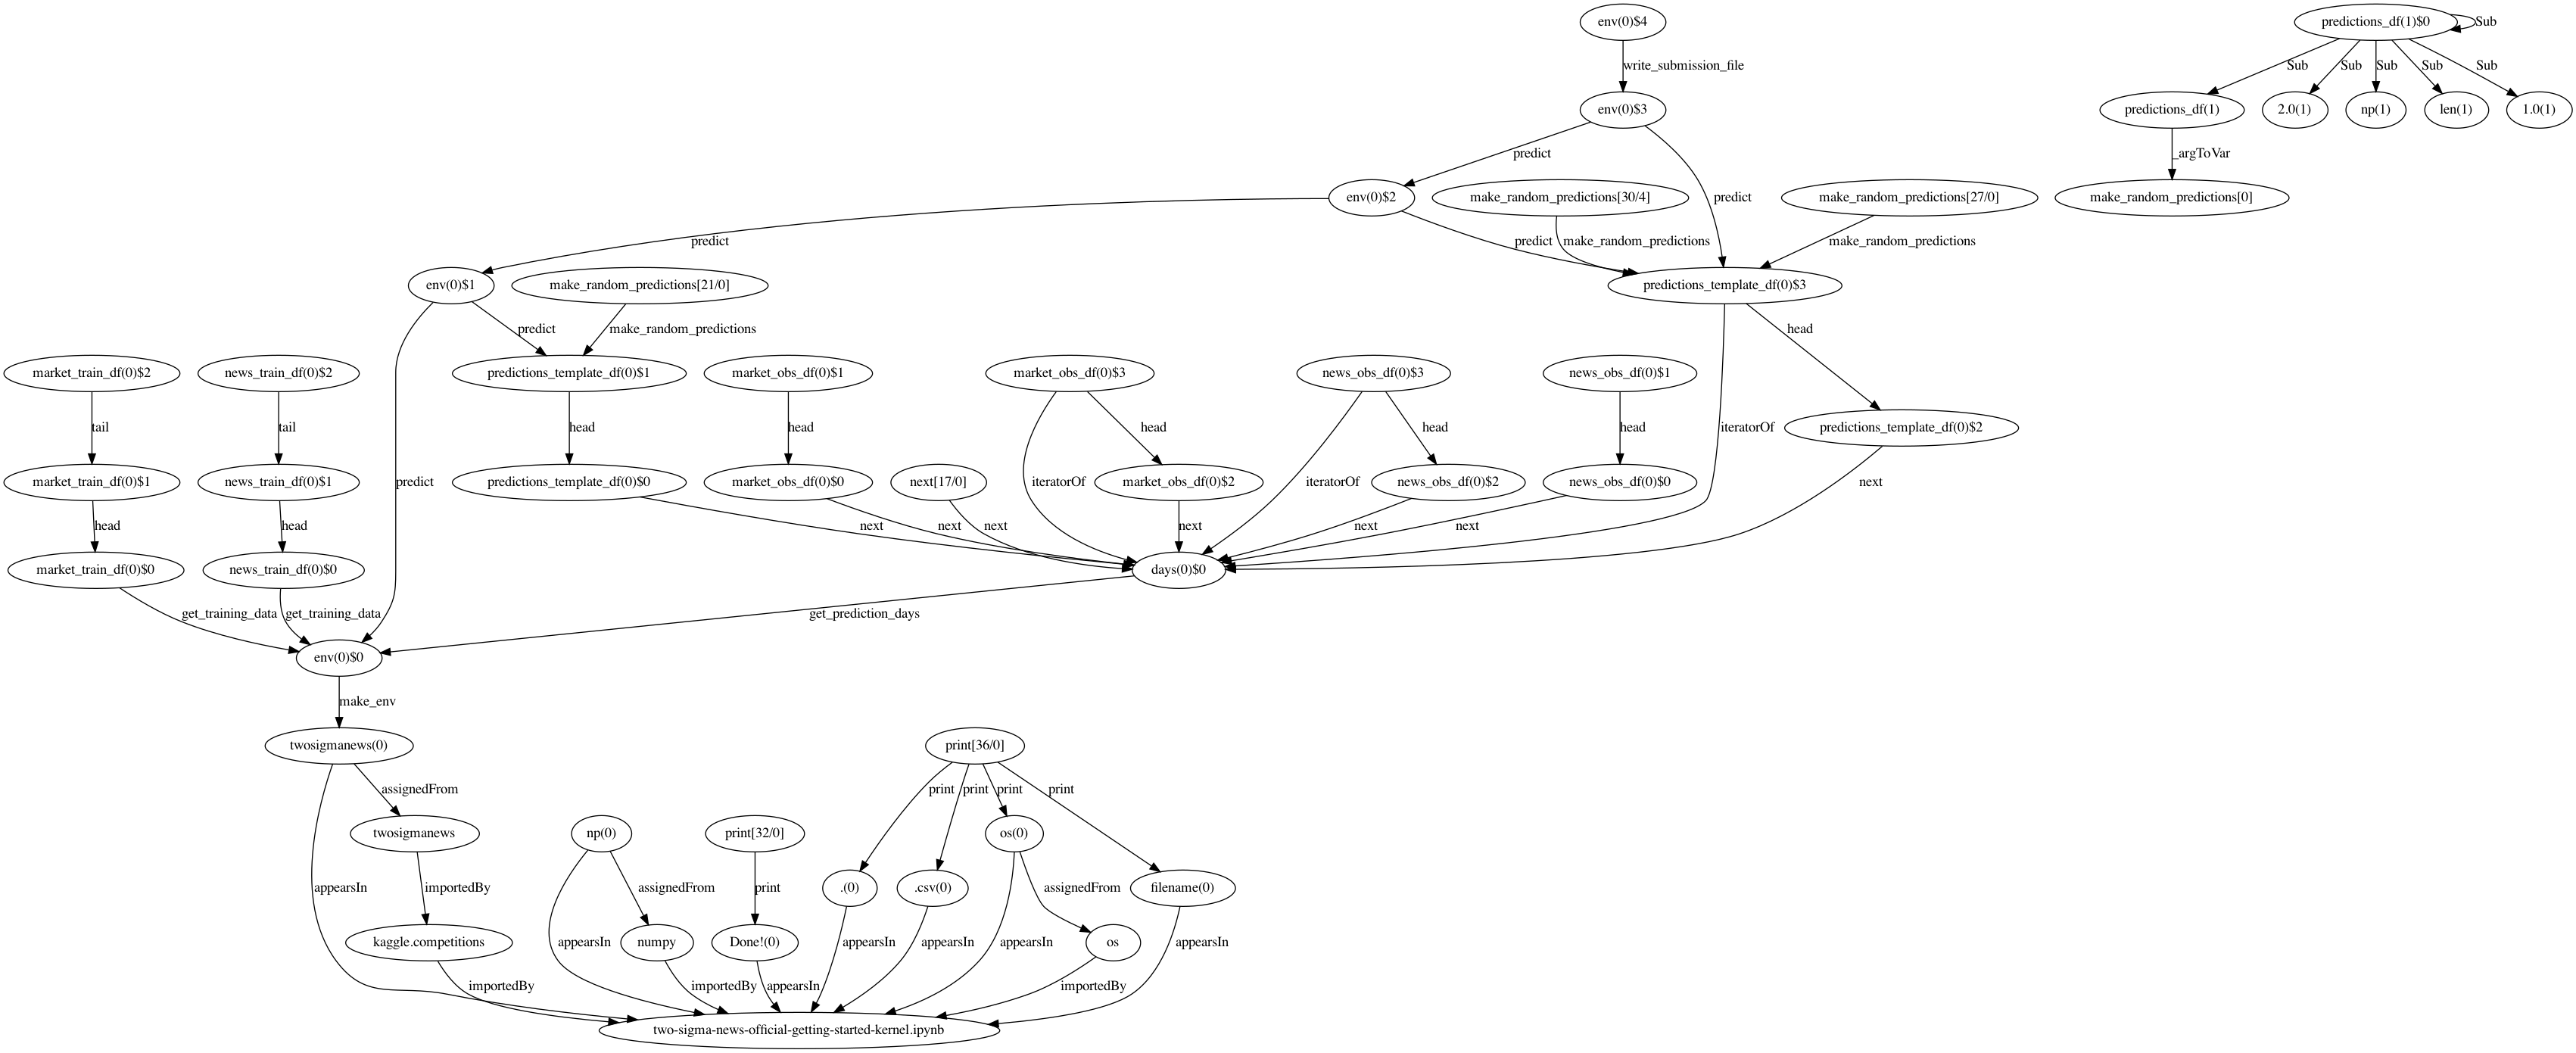 env(0)$4
predictions_df(1)$0
Sub
write_submission_file
Sub
Sub
Sub
Sub
Sub
env(0)$3
predictions_df(1)
2.0(1)
np(1)
len(1)
1.0(1)
predict
_argToVar
env(0)$2
make_random_predictions[30/4]
predict
make_random_predictions[27/0]
make_random_predictions[0]
predict
predict
make_random_predictions
make_random_predictions
env(0)$1
make_random_predictions[21/0]
predictions_template_df(0)$3
predict
make_random_predictions
head
market_train_df(0)$2
news_train_df(0)$2
predictions_template_df(0)$1
market_obs_df(0)$1
market_obs_df(0)$3
news_obs_df(0)$3
news_obs_df(0)$1
tail
tail
head
head
head
head
head
iteratorOf
predictions_template_df(0)$2
market_train_df(0)$1
news_train_df(0)$1
predict
predictions_template_df(0)$0
market_obs_df(0)$0
next[17/0]
iteratorOf
market_obs_df(0)$2
iteratorOf
news_obs_df(0)$2
news_obs_df(0)$0
next
head
head
next
next
next
next
next
next
market_train_df(0)$0
news_train_df(0)$0
days(0)$0
get_training_data
get_training_data
get_prediction_days
env(0)$0
make_env
twosigmanews(0)
print[36/0]
assignedFrom
print
print
print
print
twosigmanews
np(0)
print[32/0]
os(0)
appearsIn
importedBy
assignedFrom
print
.(0)
.csv(0)
assignedFrom
filename(0)
kaggle.competitions
appearsIn
numpy
Done!(0)
appearsIn
appearsIn
appearsIn
os
appearsIn
importedBy
importedBy
appearsIn
importedBy
two-sigma-news-official-getting-started-kernel.ipynb